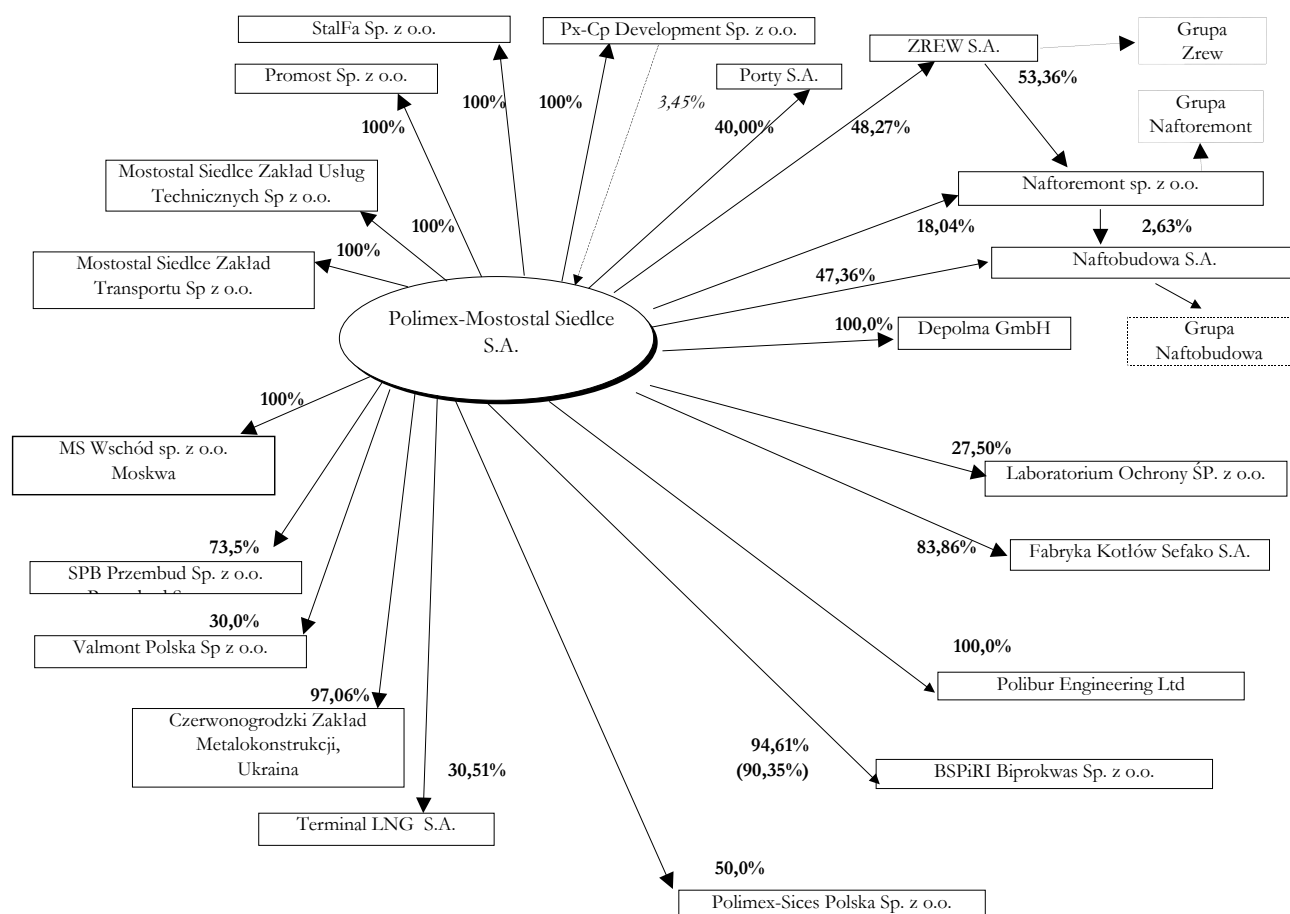 StalFa Sp. z o.o.
Px-Cp Development Sp. z o.o.
ZREW S.A.
Grupa
Zrew
Promost Sp. z o.o.
Porty S.A.
53,36%
100%
100%
3,45%
Grupa
Naftoremont
100%
40,00%
48,27%
Mostostal Siedlce Zakład Usług
Technicznych Sp z o.o.
Naftoremont sp. z o.o.
100%
18,04%
2,63%
100%
Mostostal Siedlce Zakład
Transportu Sp z o.o.
47,36%
Naftobudowa S.A.
Polimex-Mostostal Siedlce
S.A.
100,0%
Depolma GmbH
Grupa
Naftobudowa
100%
MS Wschód sp. z o.o.
Moskwa
27,50%
Laboratorium Ochrony ŚP. z o.o.
73,5%
83,86%
Fabryka Kotłów Sefako S.A.
SPB Przembud Sp. z o.o.
30,0%
Valmont Polska Sp z o.o.
100,0%
Polibur Engineering Ltd
97,06%
Czerwonogrodzki Zakład
Metalokonstrukcji,
Ukraina
94,61%
(90,35%)
BSPiRI Biprokwas Sp. z o.o.
30,51%
Terminal LNG S.A.
50,0%
Polimex-Sices Polska Sp. z o.o.